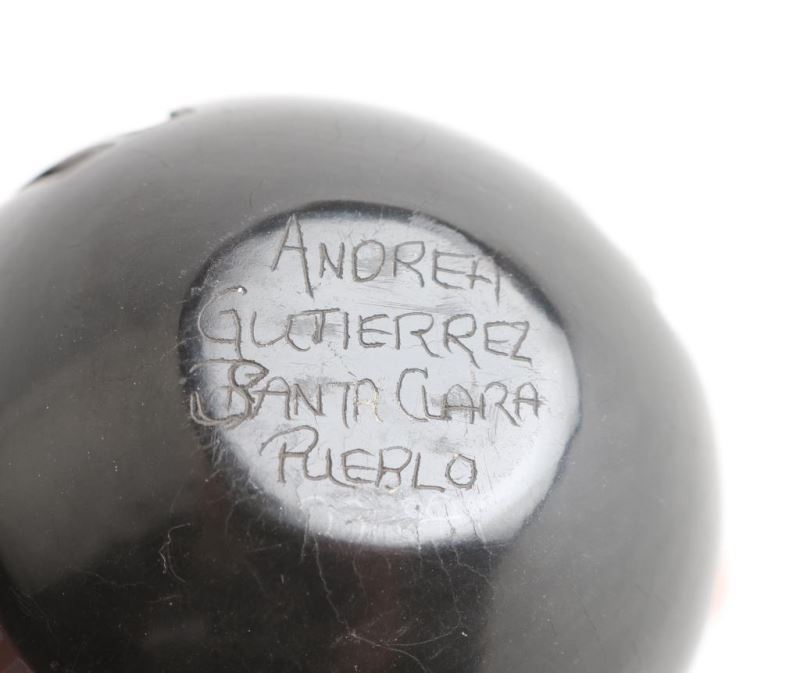 ANDREA
GUTIERREZ
SANTA CLARA
PUEBLO